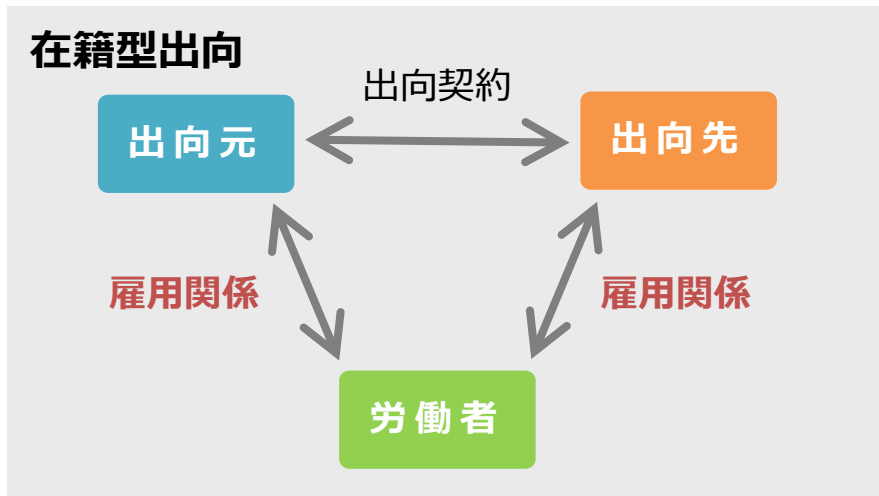 在籍型出向
出向契約
出向元
出向先
雇用関係
雇用関係
労働者